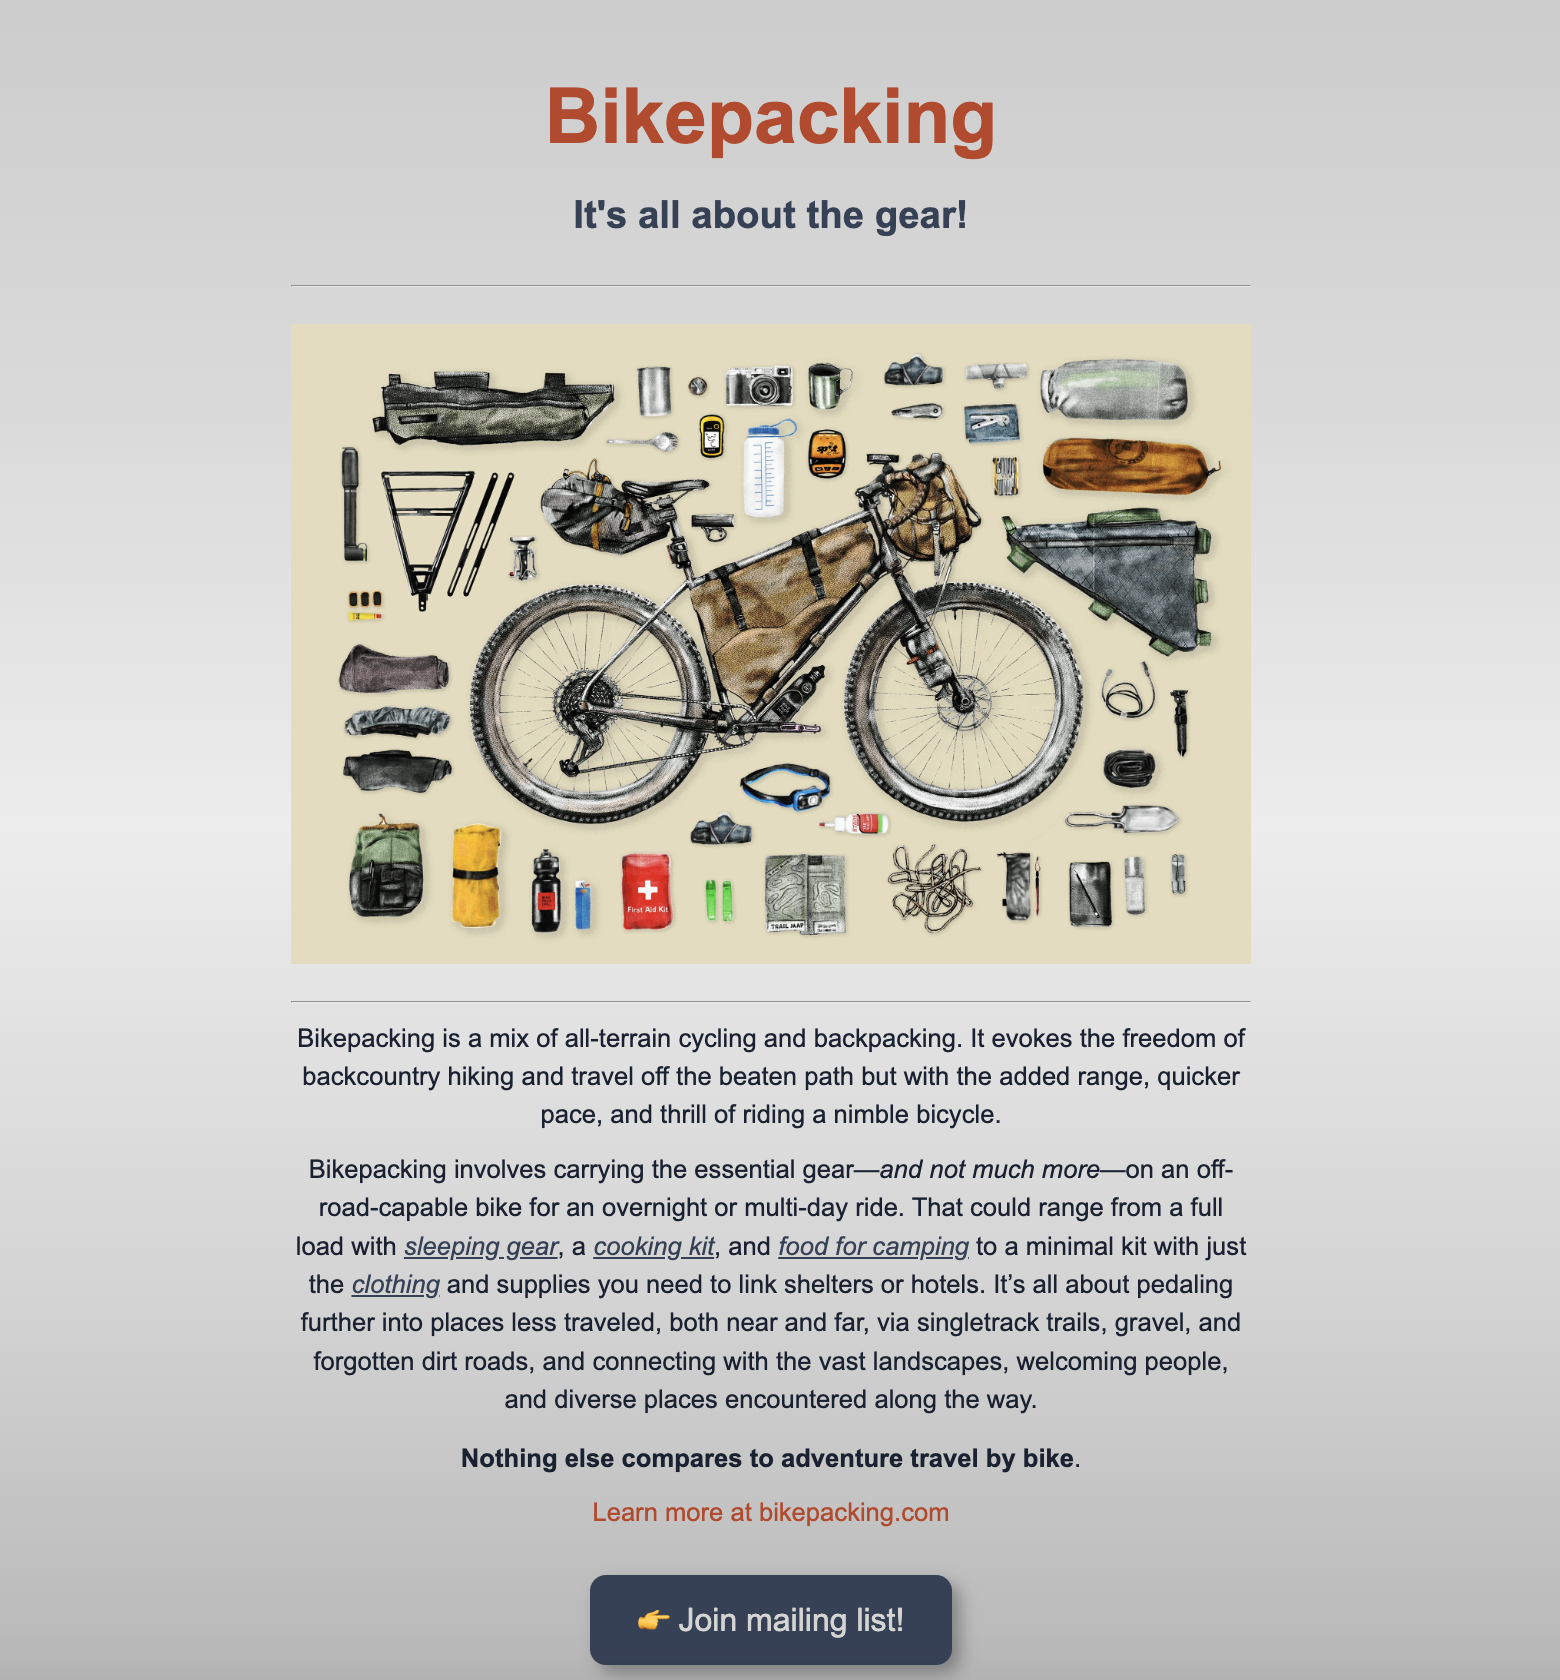 Bikepacking
It's all about the gear!
spot
First Aid Kit
TRAIL MAP
Bikepacking is a mix of all-terrain cycling and backpacking. It evokes the freedom of
backcountry hiking and travel off the beaten path but with the added range, quicker
pace, and thrill of riding a nimble bicycle.
Bikepacking involves carrying the essential gear—and not much more—on an off-
road-capable bike for an overnight or multi-day ride. That could range from a full
load with sleeping gear, a cooking kit, and food for camping to a minimal kit with just
the clothing and supplies you need to link shelters or hotels. It’s all about pedaling
further into places less traveled, both near and far, via singletrack trails, gravel, and
forgotten dirt roads, and connecting with the vast landscapes, welcoming people,
and diverse places encountered along the way.
Nothing else compares to adventure travel by bike.
Learn more at bikepacking.com
👉 Join mailing list!